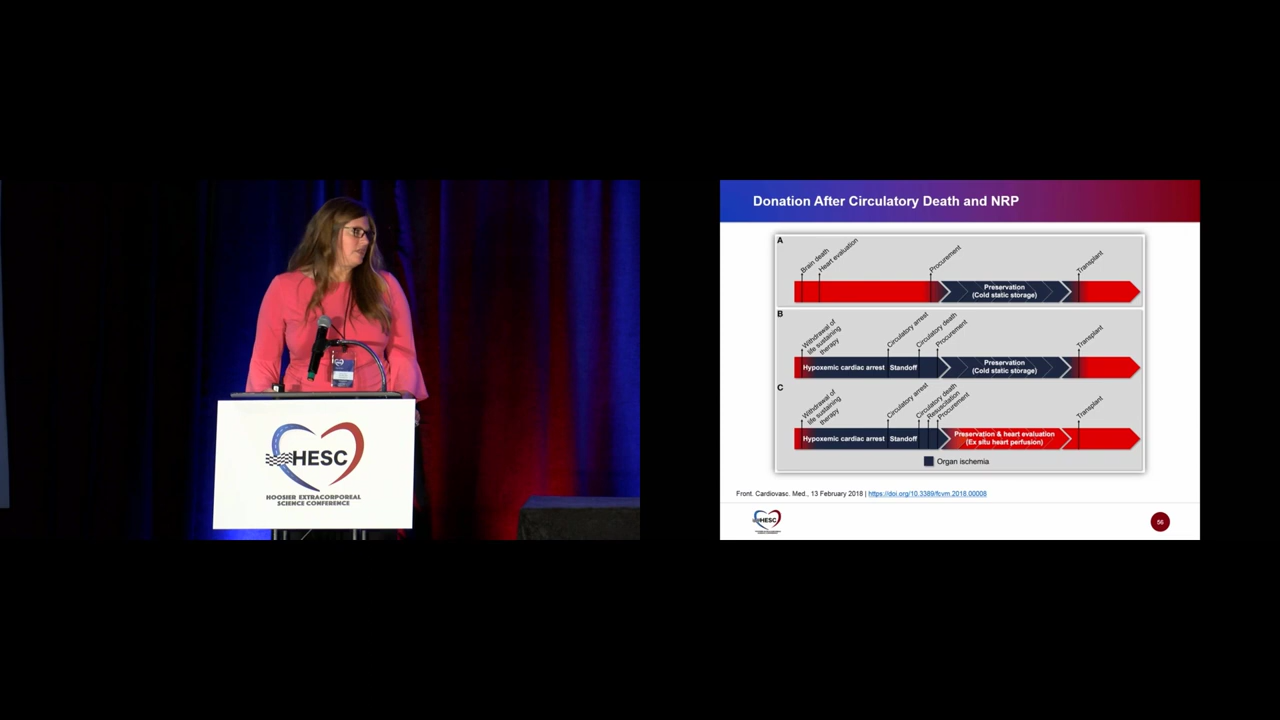 HESC
HOOSIER EXTRACORPOREAL
SCIENCE CONFERENCE
Donation After Circulatory Death and NRP
A
Brain death
Heart evaluation
Procurement
Transplant
Preservation
(Cold static storage)
B
Withdrawal of
life sustaining
therapy
Circulatory arrest
Circulatory death
Procurement
Transplant
Hypoxemic cardiac arrest
Standoff
Preservation
(Cold static storage)
C
Withdrawal of
life sustaining
therapy
Circulatory arrest
Circulatory death
Resuscitation
Procurement
Transplant
Hypoxemic cardiac arrest
Standoff
Preservation & heart evaluation
(Ex situ heart perfusion)
Organ ischemia
Front. Cardiovasc. Med., 13 February 2018 | https://doi.org/10.3389/fcvm.2018.00008
HESC
56